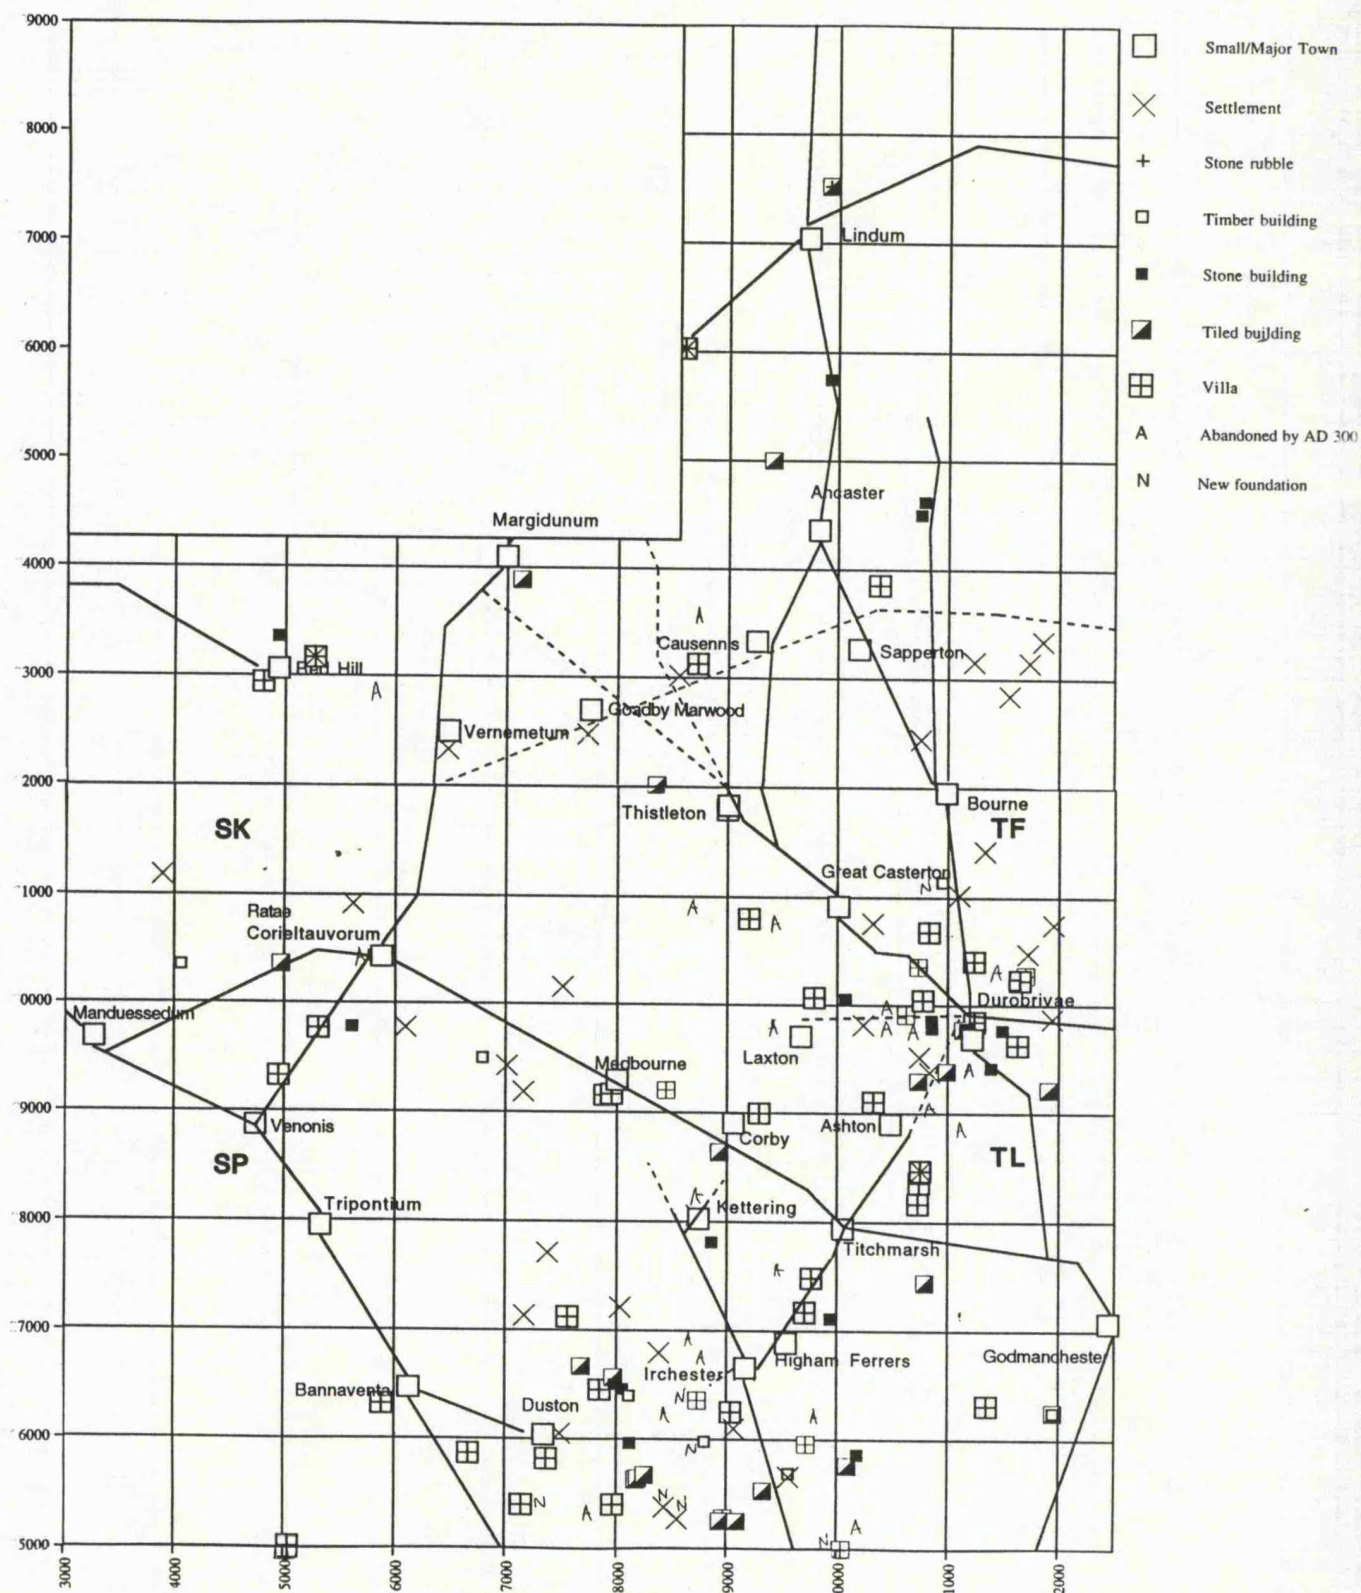 9000
8000
7000
6000
5000
4000
3000
2000
1000
0000
9000
8000
7000
6000
5000
3000
4000
5000
6000
7000
8000
9000
0000
1000
2000
Small/Major Town
Settlement
Stone rubble
Timber building
Stone building
Tiled building
Villa
A Abandoned by AD 300
N New foundation
Lindum
Ancaster
Margidunum
Causennis
Sapperton
Red Hill
Goadby Marwood
Vernemetum
Thistleton
Bourne
SK
TF
Great Casterton
Ratae
Corieltauvorum
Manduessedum
Durobrivae
Laxton
Medbourne
Venonis
Corby
Ashton
SP
TL
Tripontium
Kettering
Titchmarsh
Higham Ferrers
Godmanchester
Irchester
Bannaventa
Duston